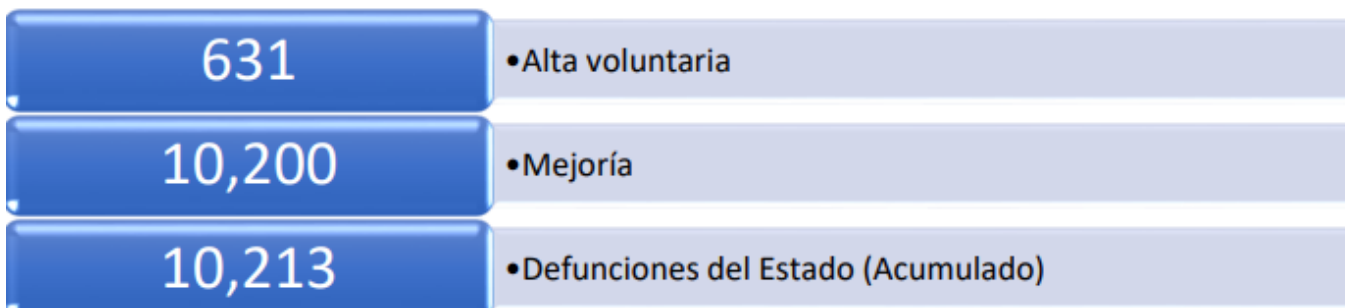 631 •Alta voluntaria
10,200 •Mejoría
10,213 •Defunciones del Estado (Acumulado)